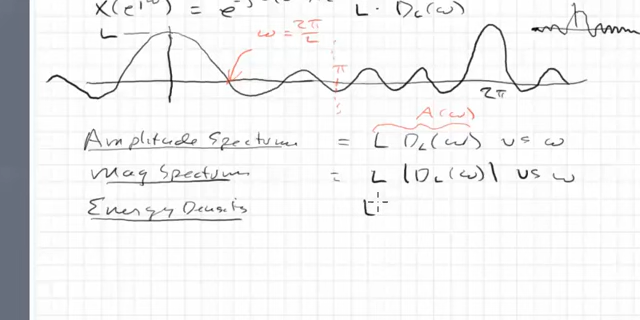 X(e^jω) = L · D_L(ω)
L
ω = 2π/L
π
2π
A(ω)
Amplitude Spectrum = L D_L(ω) vs ω
Mag Spectrum = L |D_L(ω)| vs ω
Energy Density L